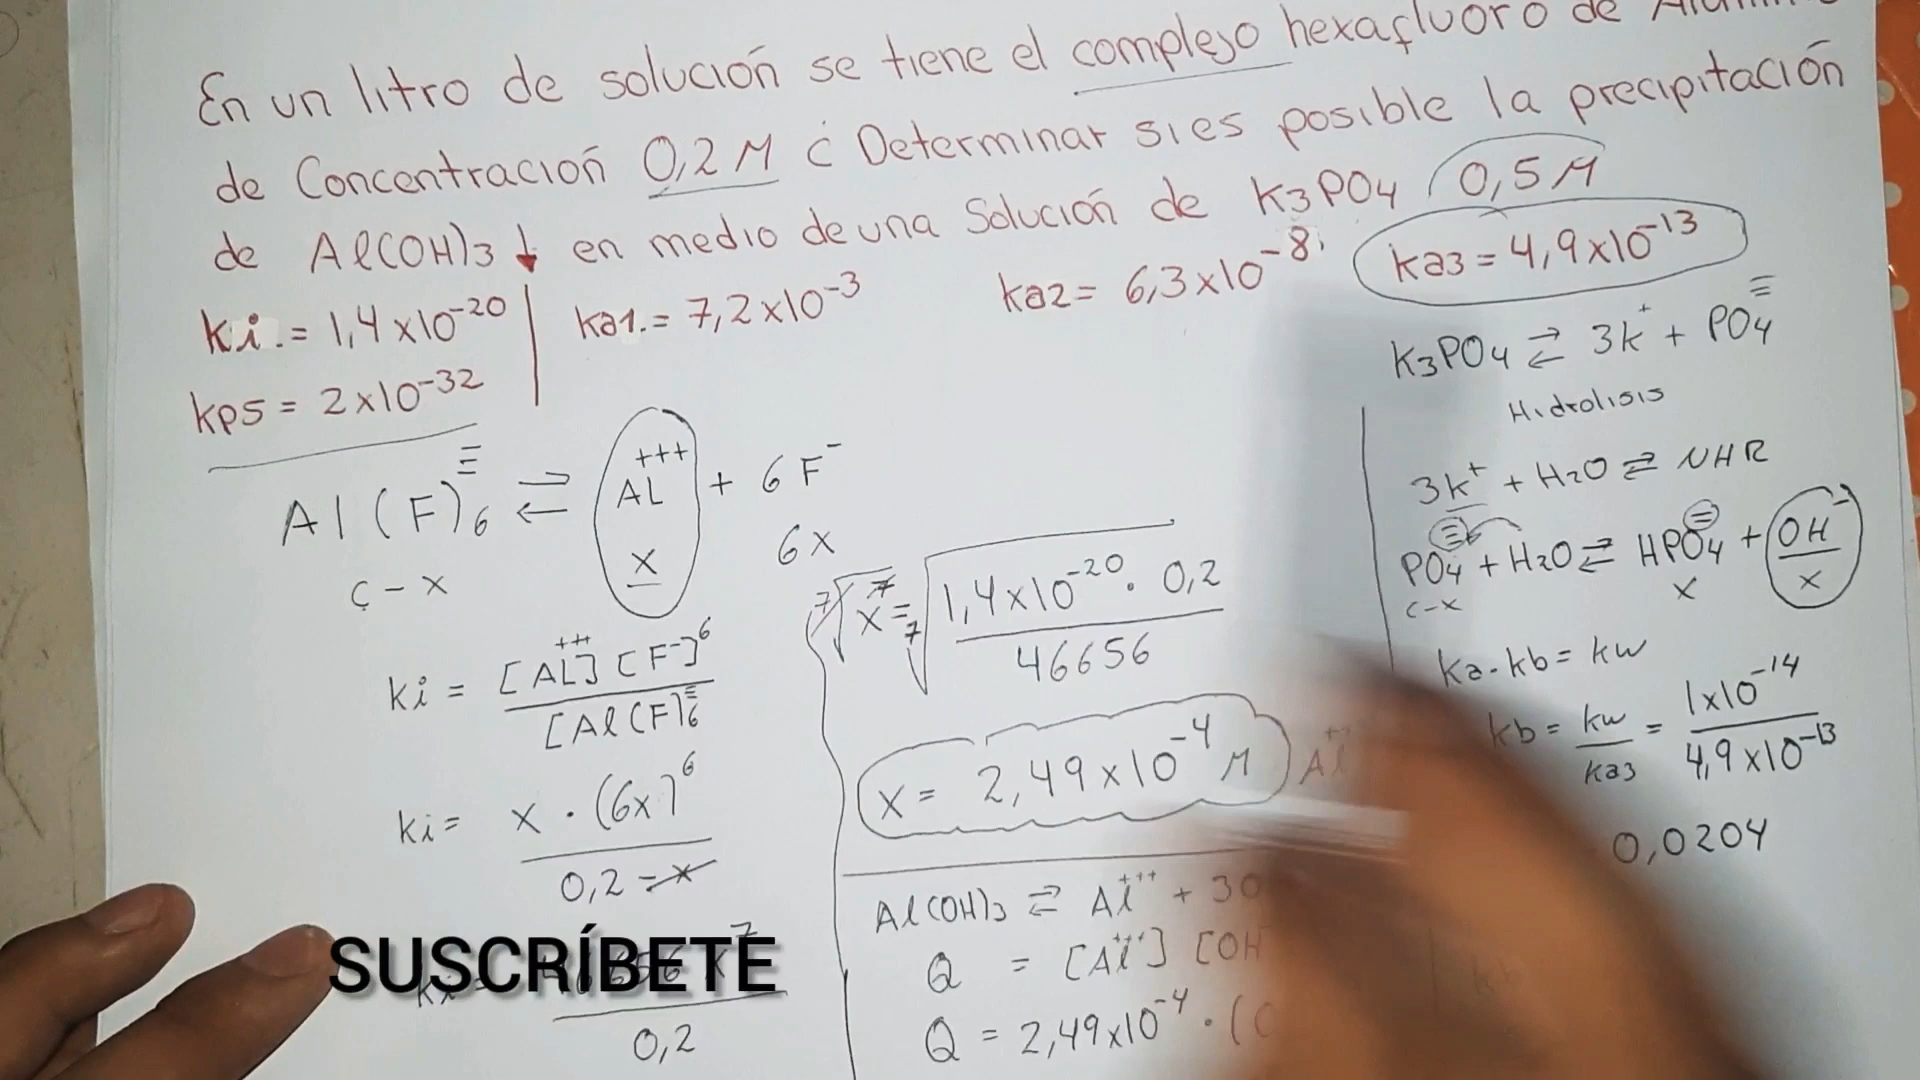 En un litro de solución se tiene el complejo hexafluoro de
de Concentración 0,2 M ¿ Determinar si es posible la precipitación
de Al(OH)3 ↓ en medio de una Solución de K3PO4 0,5 M
Ki. = 1,4x10-20
ka1. = 7,2x10-3
ka2 = 6,3x10-8
ka3 = 4,9x10-13
kps = 2x10-32
K3PO4 ⇄ 3k+ + PO4≡
Hidrolisis
3k+ + H2O ⇄ NHR
PO4≡ + H2O ⇄ HPO4= + OH-
c-x x x
ka.kb = kw
kb = kw/ka3 = 1x10-14/4,9x10-13
0,0204
Al(F)6≡ ⇄ AL+++ + 6F-
c-x x 6x
ki = [AL+++] [F-]6/[Al(F)6≡]
ki = x . (6x)6/0,2-x
0,2
7√x7 = 7√1,4x10-20 . 0,2/46656
x = 2,49x10-4 M
Al(OH)3 ⇄ Al+++ + 3O
Q = [Al+++] [OH
Q = 2,49x10-4 . (
SUSCRÍBETE